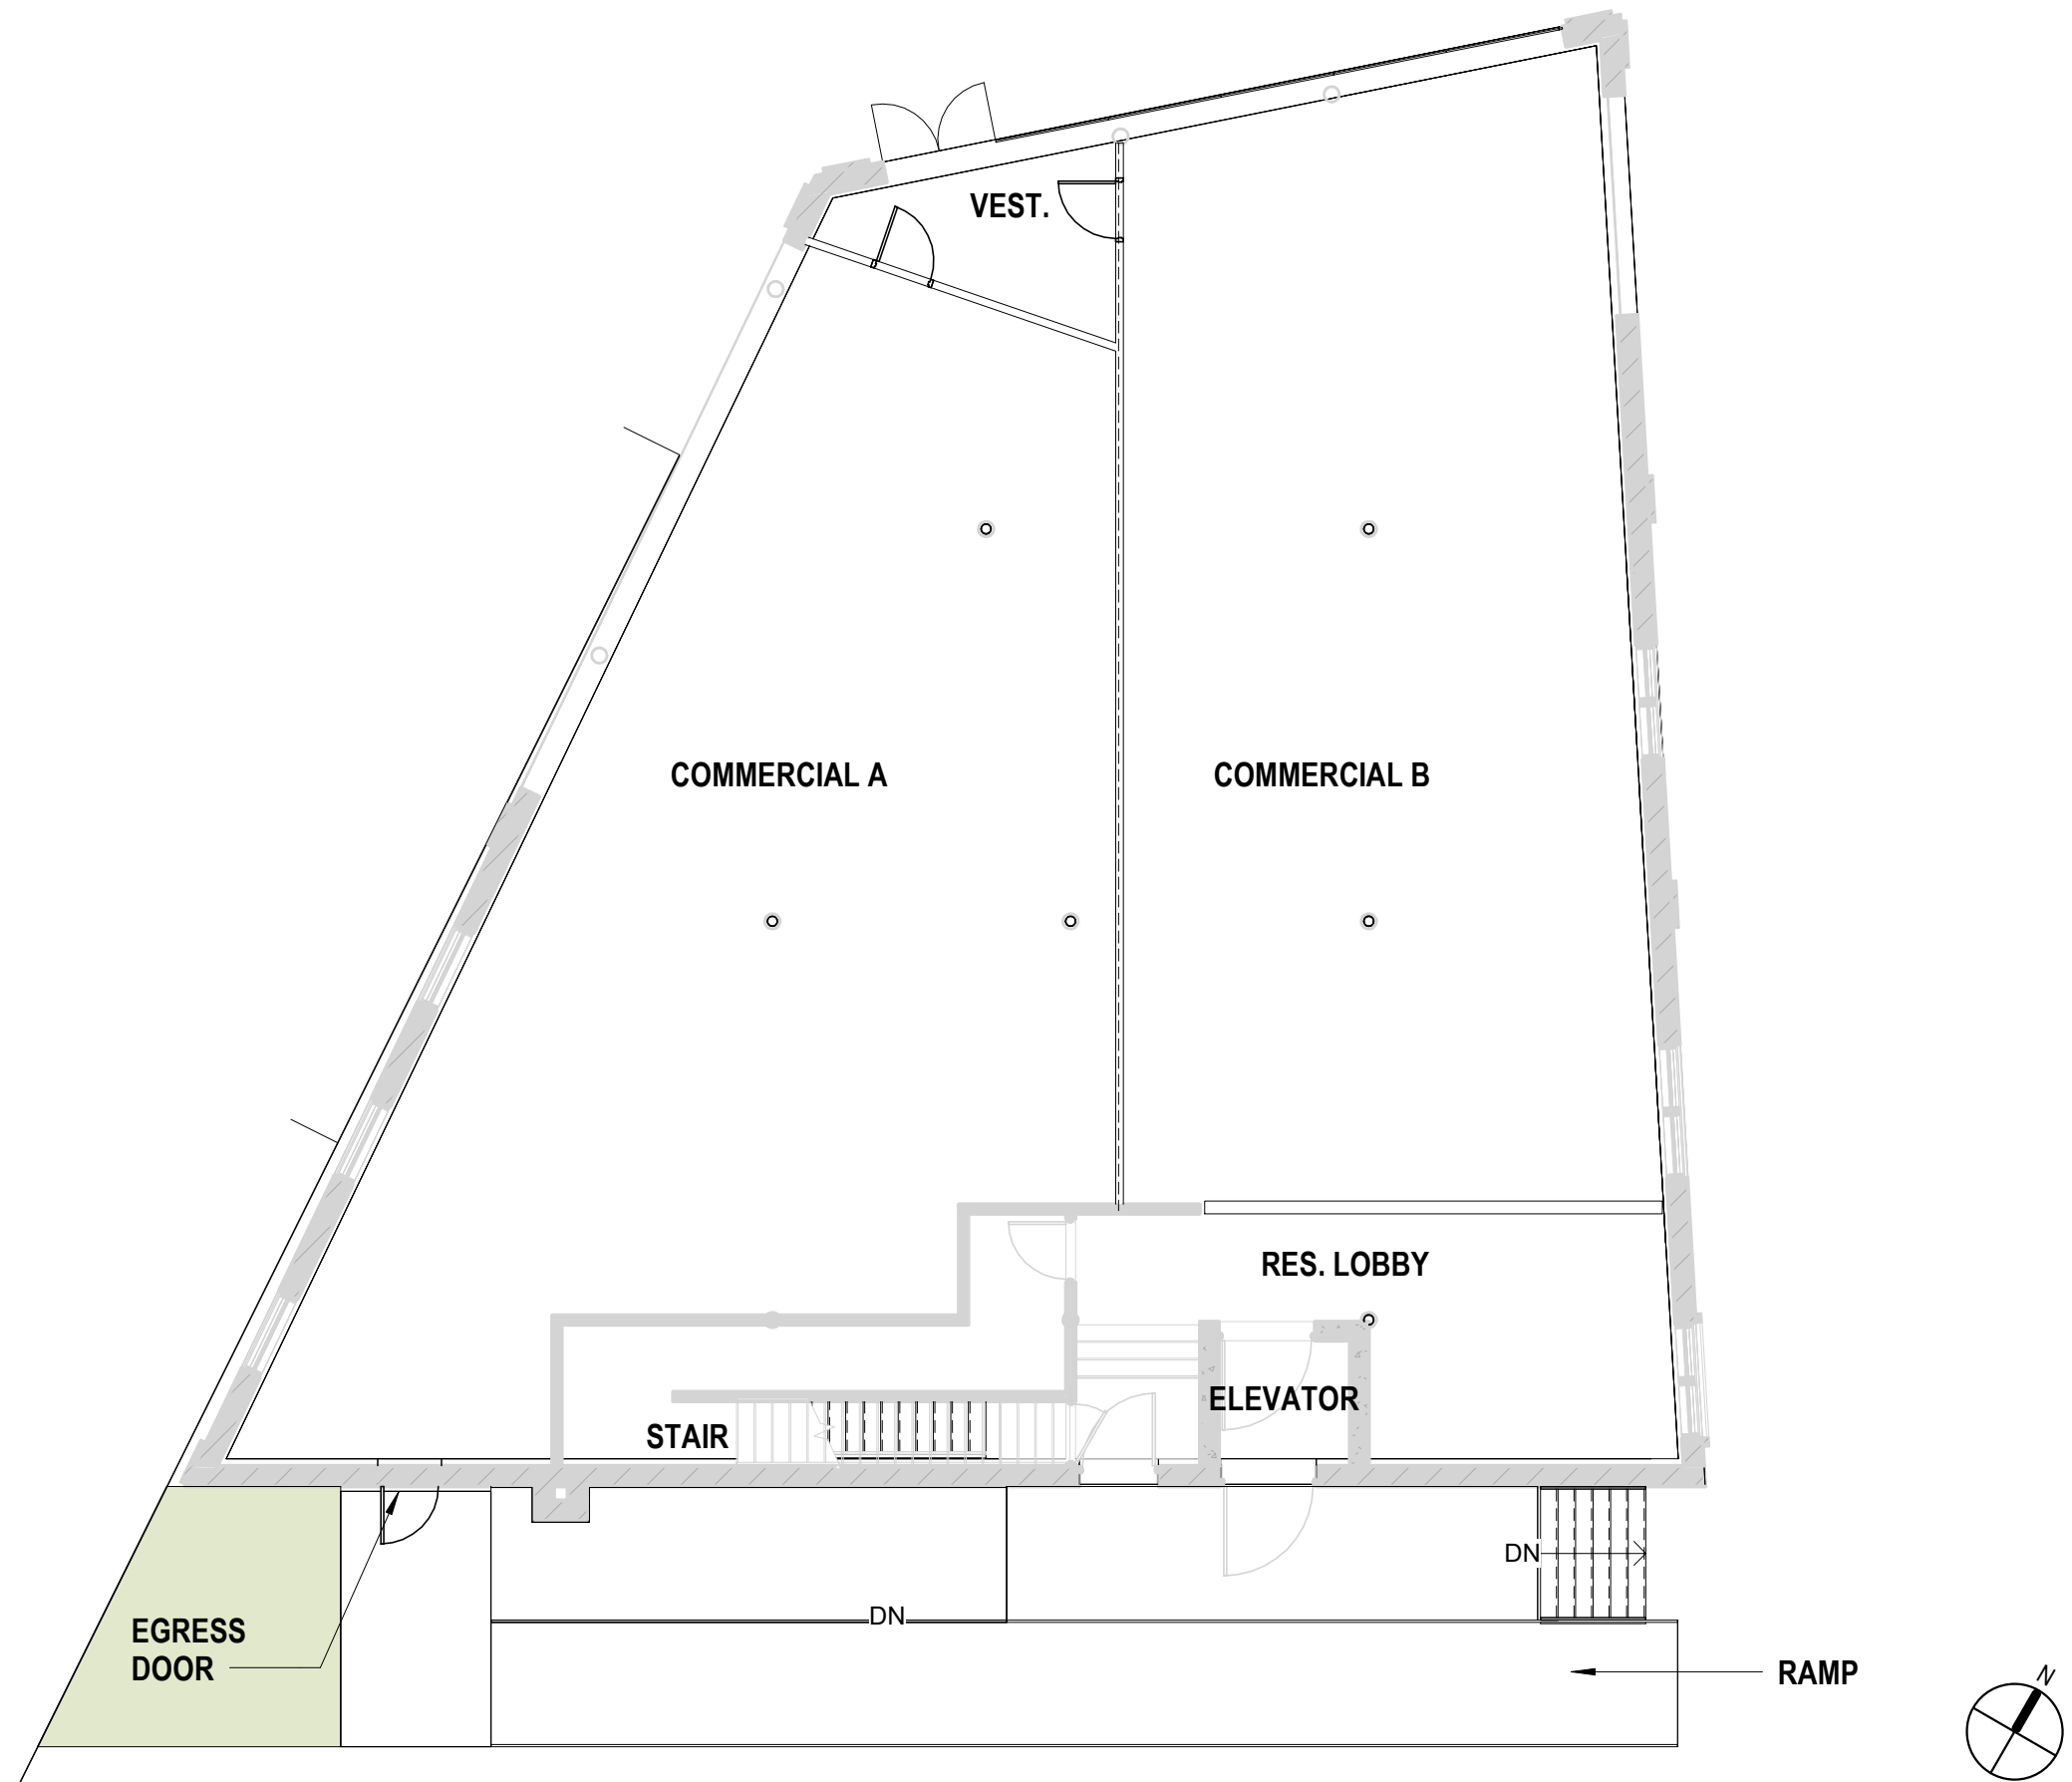 VEST.
COMMERCIAL A
COMMERCIAL B
RES. LOBBY
ELEVATOR
STAIR
DN
DN
EGRESS
DOOR
RAMP
N